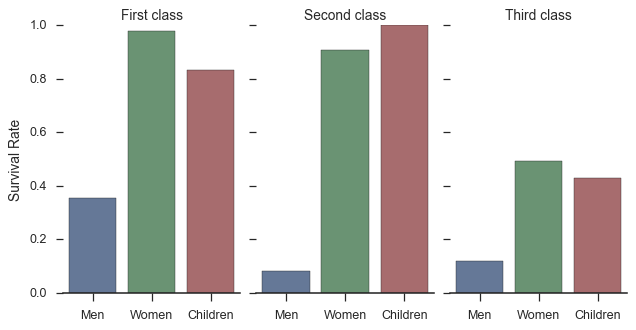 First class Second class Third class
1.0
0.8
0.6
0.4
0.2
0.0
Survival Rate
Men Women Children Men Women Children Men Women Children